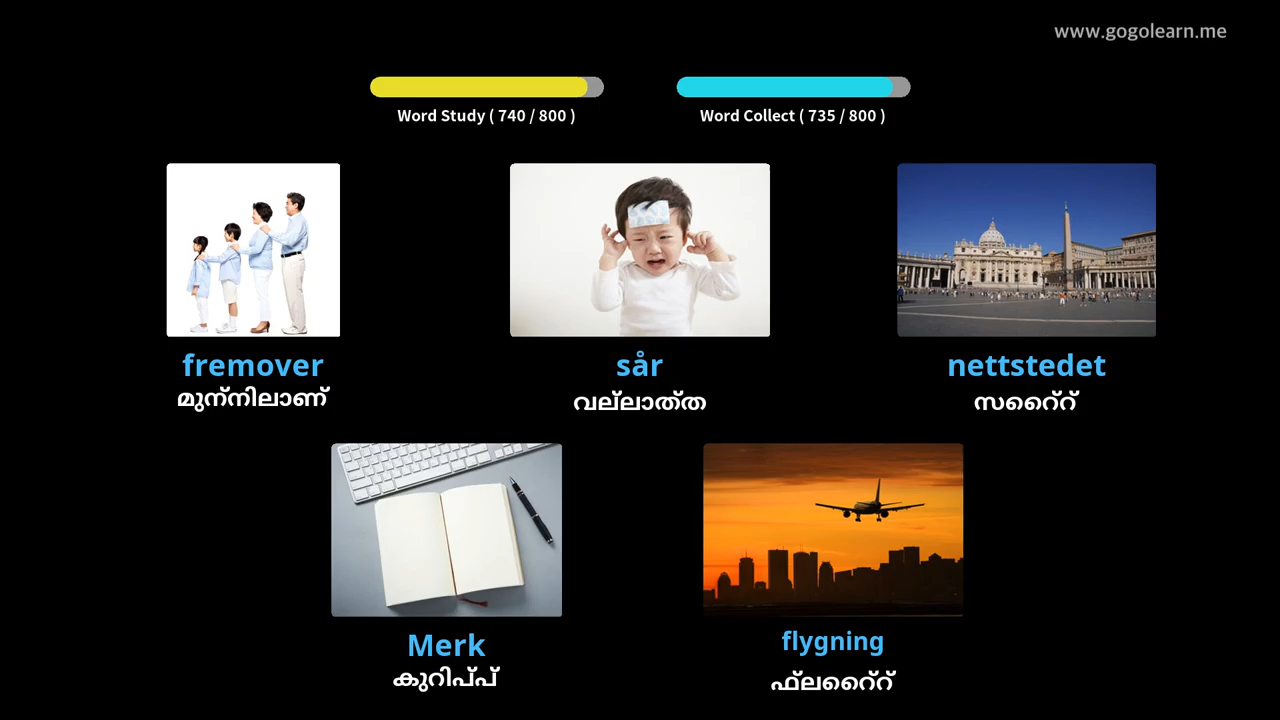 www.gogolearn.me
Word Study ( 740 / 800 )
Word Collect ( 735 / 800 )
fremover
മുന്നിലാണ്
sår
വല്ലാത്ത
nettstedet
സൈറ്റ്
Merk
കുറിപ്പ്
flygning
ഫ്ലൈറ്റ്